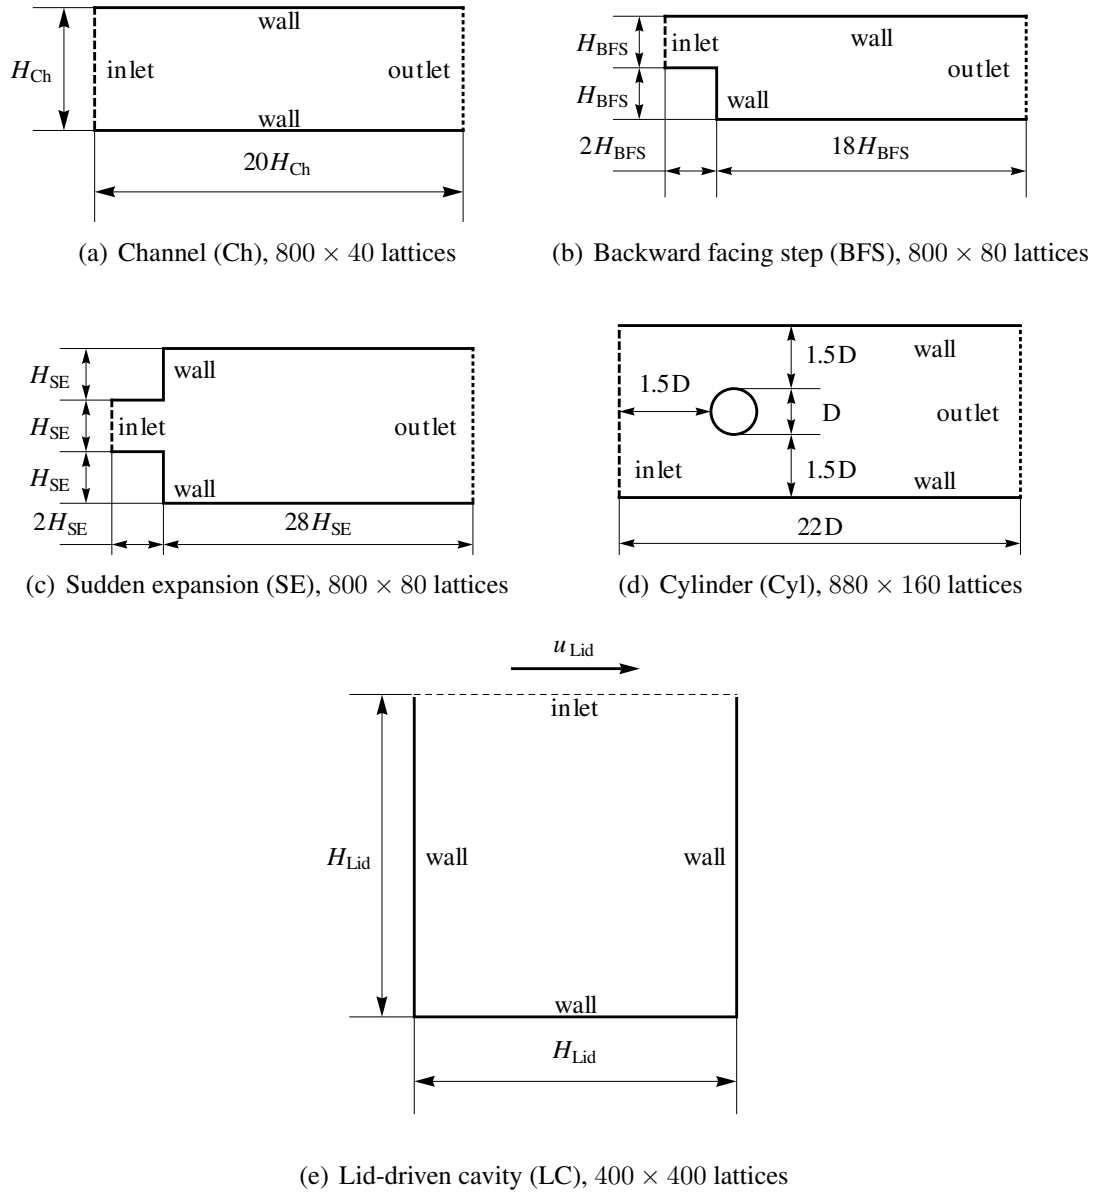 wall
H_Ch
inlet
outlet
wall
20H_Ch
(a) Channel (Ch), 800 × 40 lattices
H_BFS
inlet
wall
outlet
H_BFS
wall
2H_BFS
18H_BFS
(b) Backward facing step (BFS), 800 × 80 lattices
H_SE
wall
H_SE
inlet
outlet
H_SE
wall
2H_SE
28H_SE
(c) Sudden expansion (SE), 800 × 80 lattices
1.5D
wall
1.5D
D
outlet
inlet
1.5D
wall
22D
(d) Cylinder (Cyl), 880 × 160 lattices
u_Lid
inlet
H_Lid
wall
wall
wall
H_Lid
(e) Lid-driven cavity (LC), 400 × 400 lattices